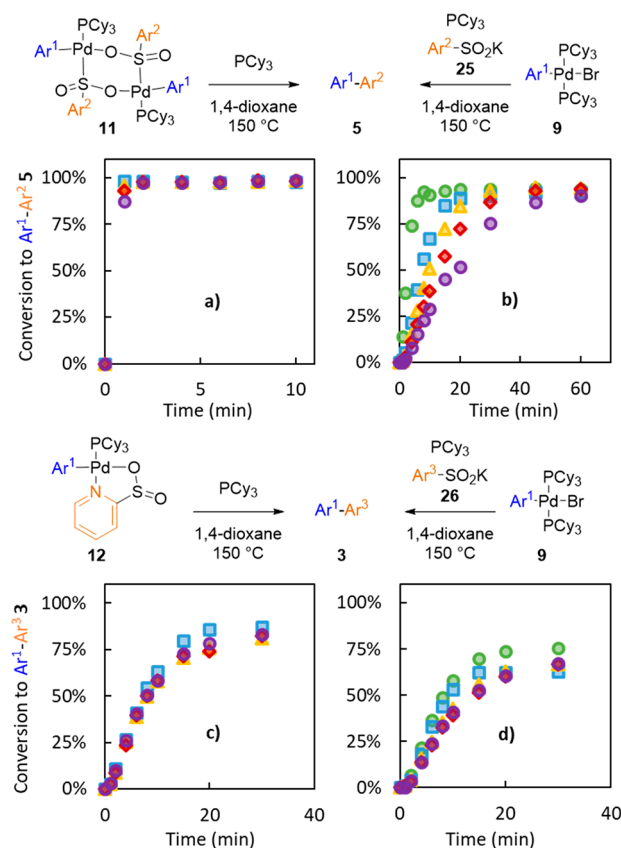 PCy3
Ar1 Pd O Ar2 S O
O S O Pd Ar1
Ar2 PCy3
11
PCy3
1,4-dioxane
150 °C
Ar1-Ar2
5
PCy3
Ar2-SO2K
25
1,4-dioxane
150 °C
PCy3
Ar1-Pd-Br
PCy3
9
Conversion to Ar1-Ar2 5
100%
75%
50%
25%
0%
a)
0 5 10
Time (min)
100%
75%
50%
25%
0%
b)
0 20 40 60
Time (min)
PCy3
Ar1-Pd O
N S O
12
PCy3
1,4-dioxane
150 °C
Ar1-Ar3
3
PCy3
Ar3-SO2K
26
1,4-dioxane
150 °C
PCy3
Ar1-Pd-Br
PCy3
9
Conversion to Ar1-Ar3 3
100%
75%
50%
25%
0%
c)
0 20 40
Time (min)
100%
75%
50%
25%
0%
d)
0 20 40
Time (min)